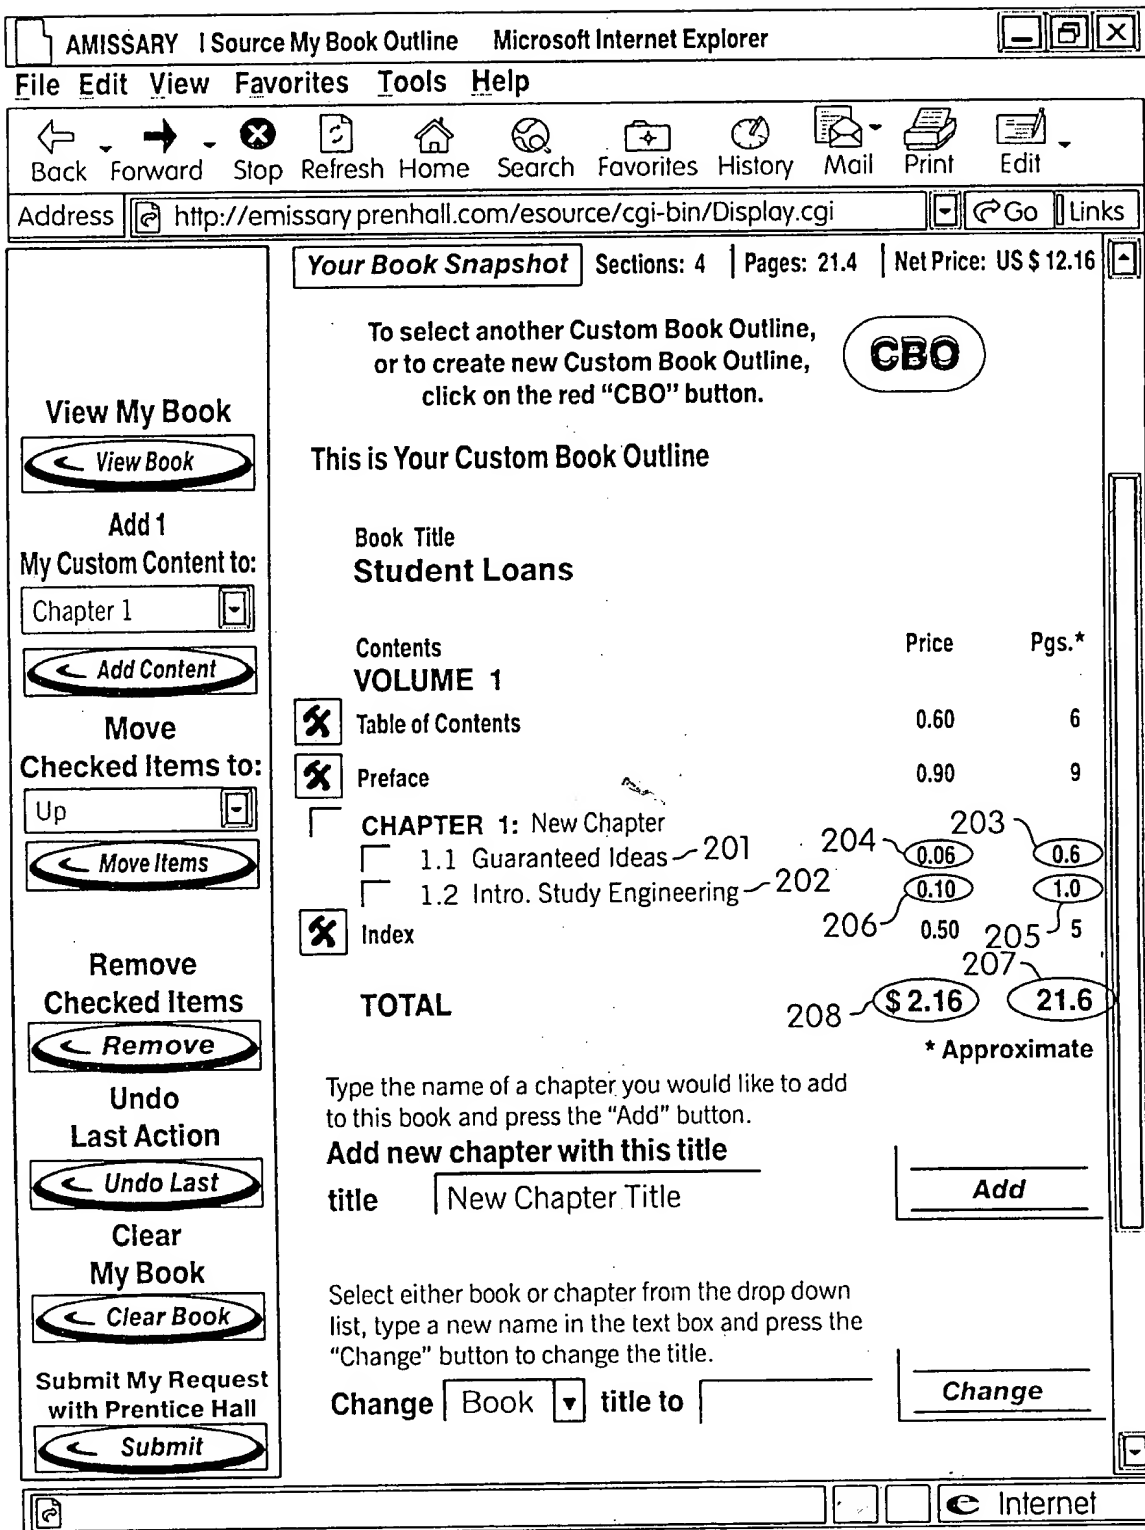 AMISSARY I Source My Book Outline Microsoft Internet Explorer
File Edit View Favorites Tools Help
Back Forward Stop Refresh Home Search Favorites History Mail Print Edit
Address http://emissary prenhall.com/esource/cgi-bin/Display.cgi Go Links
Your Book Snapshot Sections: 4 Pages: 21.4 Net Price: US $ 12.16
To select another Custom Book Outline,
or to create new Custom Book Outline,
click on the red "CBO" button.
CBO
View My Book
View Book
Add 1
My Custom Content to:
Chapter 1
Add Content
Move
Checked Items to:
Up
Move Items
Remove
Checked Items
Remove
Undo
Last Action
Undo Last
Clear
My Book
Clear Book
Submit My Request
with Prentice Hall
Submit
This is Your Custom Book Outline
Book Title
Student Loans
Contents Price Pgs.*
VOLUME 1
Table of Contents 0.60 6
Preface 0.90 9
CHAPTER 1: New Chapter 203
1.1 Guaranteed Ideas 201 204 0.06 0.6
1.2 Intro. Study Engineering 202 0.10 1.0
Index 206 0.50 205 5
207
TOTAL 208 $ 2.16 21.6
* Approximate
Type the name of a chapter you would like to add
to this book and press the "Add" button.
Add new chapter with this title
title New Chapter Title Add
Select either book or chapter from the drop down
list, type a new name in the text box and press the
"Change" button to change the title.
Change Book title to Change
Internet